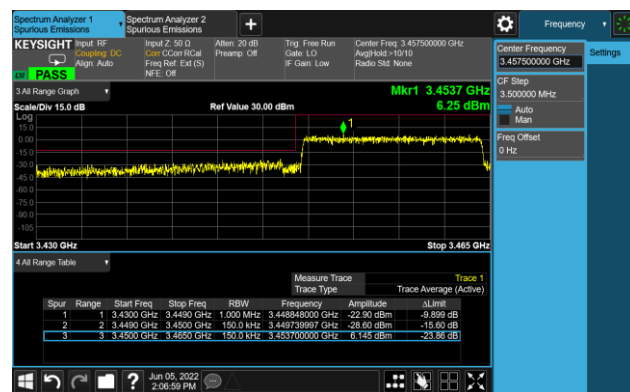 Spectrum Analyzer 1
Spurious Emissions
Spectrum Analyzer 2
Spurious Emissions
+
Frequency
KEYSIGHT
Input: RF
Coupling: DC
Align: Auto
Input Z: 50 Ω
Corr CCorr RCal
Freq Ref: Ext (S)
NFE: Off
Atten: 20 dB
Preamp: Off
Trig: Free Run
Gate: LO
IF Gain: Low
Center Freq: 3.457500000 GHz
Avg|Hold:>10/10
Radio Std: None
PASS
Center Frequency
3.457500000 GHz
Settings
CF Step
3.500000 MHz
Auto
Man
Freq Offset
0 Hz
3 All Range Graph
Mkr1 3.4537 GHz
Scale/Div 15.0 dB
Ref Value 30.00 dBm
6.25 dBm
Log
15.0
0.00
-15.0
-30.0
-45.0
-60.0
-75.0
-90.0
-105
1
Start 3.430 GHz
Stop 3.465 GHz
4 All Range Table
Measure Trace Trace 1
Trace Type Trace Average (Active)
Spur Range Start Freq Stop Freq RBW Frequency Amplitude ΔLimit
1 1 3.4300 GHz 3.4490 GHz 1.000 MHz 3.448848000 GHz -22.90 dBm -9.899 dB
2 2 3.4490 GHz 3.4500 GHz 150.0 kHz 3.449739997 GHz -28.60 dBm -15.60 dB
3 3 3.4500 GHz 3.4650 GHz 150.0 kHz 3.453700000 GHz 6.145 dBm -23.86 dB
?
Jun 05, 2022
2:06:59 PM